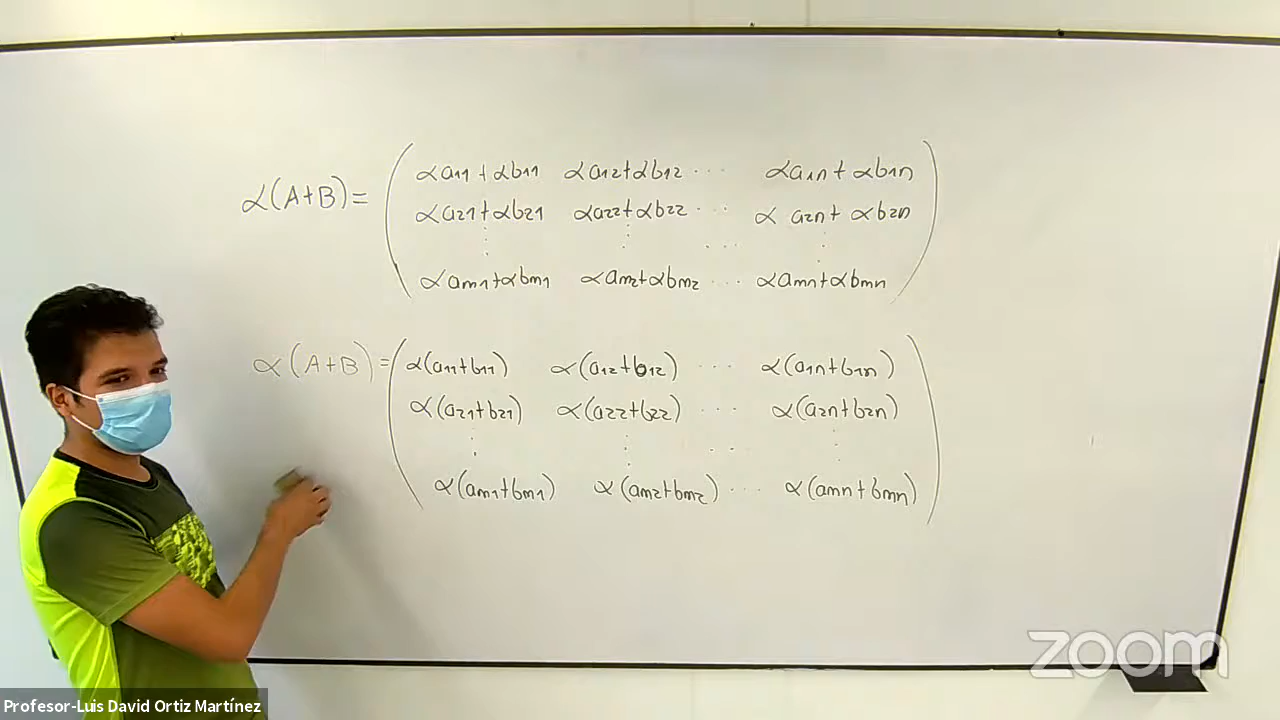 α(A+B)= αa11+αb11 αa12+αb12 ... αa1n+αb1n
αa21+αb21 αa22+αb22 ... αa2n+αb2n
αam1+αbm1 αam2+αbm2 ... αamn+αbmn
α(A+B)= α(a11+b11) α(a12+b12) ... α(a1n+b1n)
α(a21+b21) α(a22+b22) ... α(a2n+b2n)
α(am1+bm1) α(am2+bm2) ... α(amn+bmn)
zoom
Profesor-Luis David Ortiz Martínez